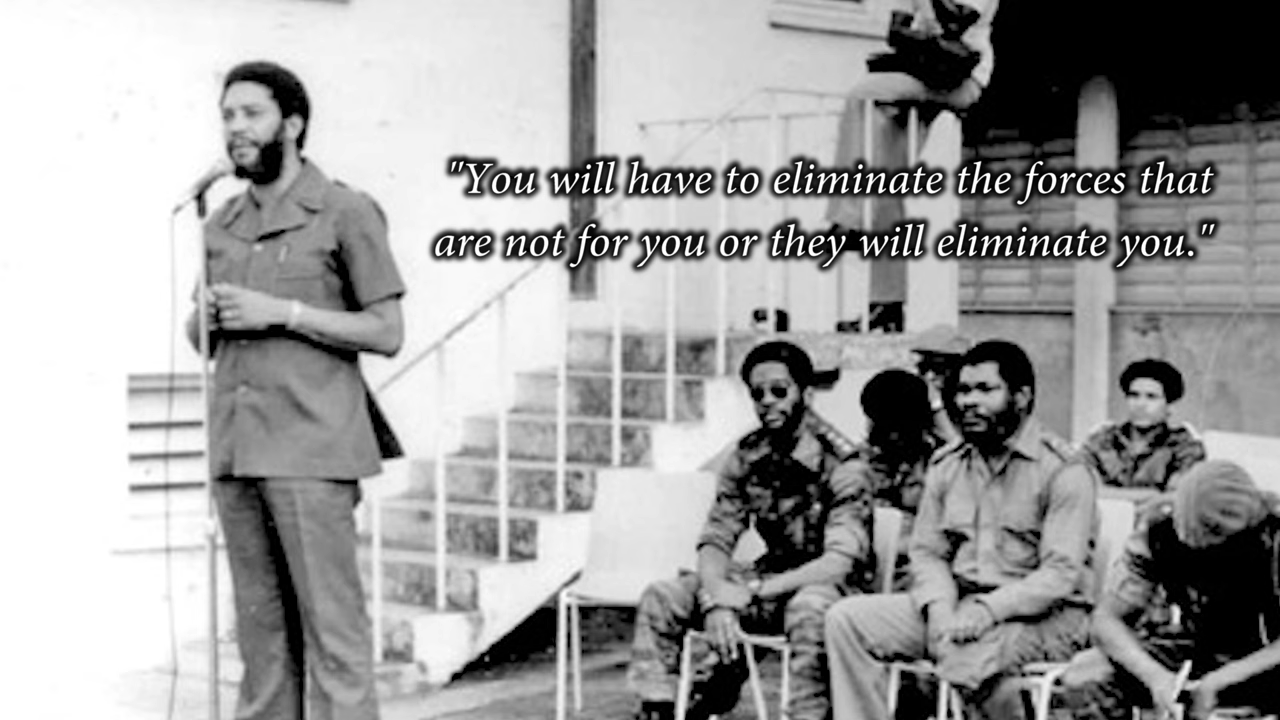 "You will have to eliminate the forces that
are not for you or they will eliminate you."